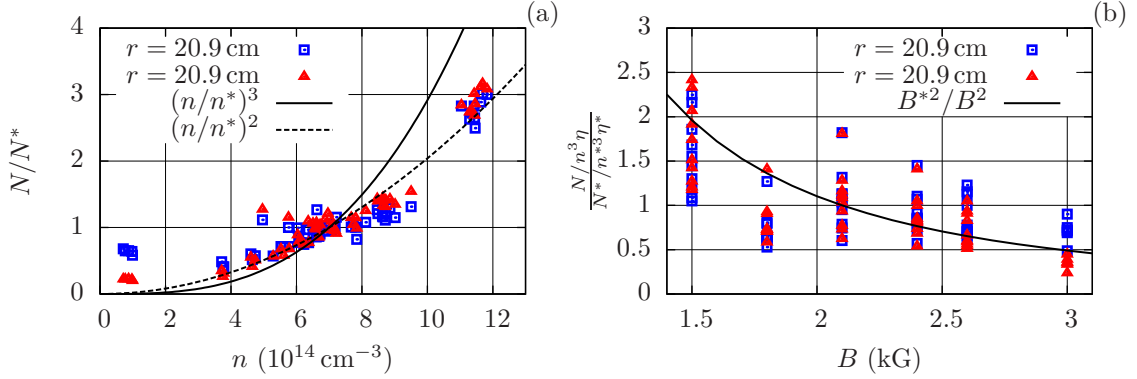 (a)
r = 20.9 cm
r = 20.9 cm
(n/n*)³
(n/n*)²
N/N*
4
3
2
1
0
0 2 4 6 8 10 12
n (10¹⁴ cm⁻³)
(b)
r = 20.9 cm
r = 20.9 cm
B*²/B²
N/n³η
N*/n*³η*
3
2.5
2
1.5
1
0.5
0
1.5 2 2.5 3
B (kG)